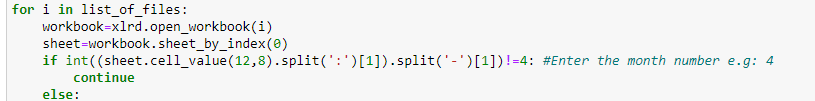 for i in list_of_files:
    workbook=xlrd.open_workbook(i)
    sheet=workbook.sheet_by_index(0)
    if int((sheet.cell_value(12,8).split(':')[1]).split('-')[1])!=4: #Enter the month number e.g: 4
        continue
    else: